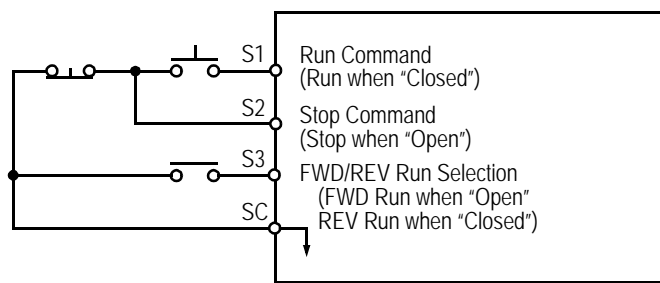 S1 Run Command
(Run when “Closed”)
S2 Stop Command
(Stop when “Open”)
S3 FWD/REV Run Selection
(FWD Run when “Open”
REV Run when “Closed”)
SC